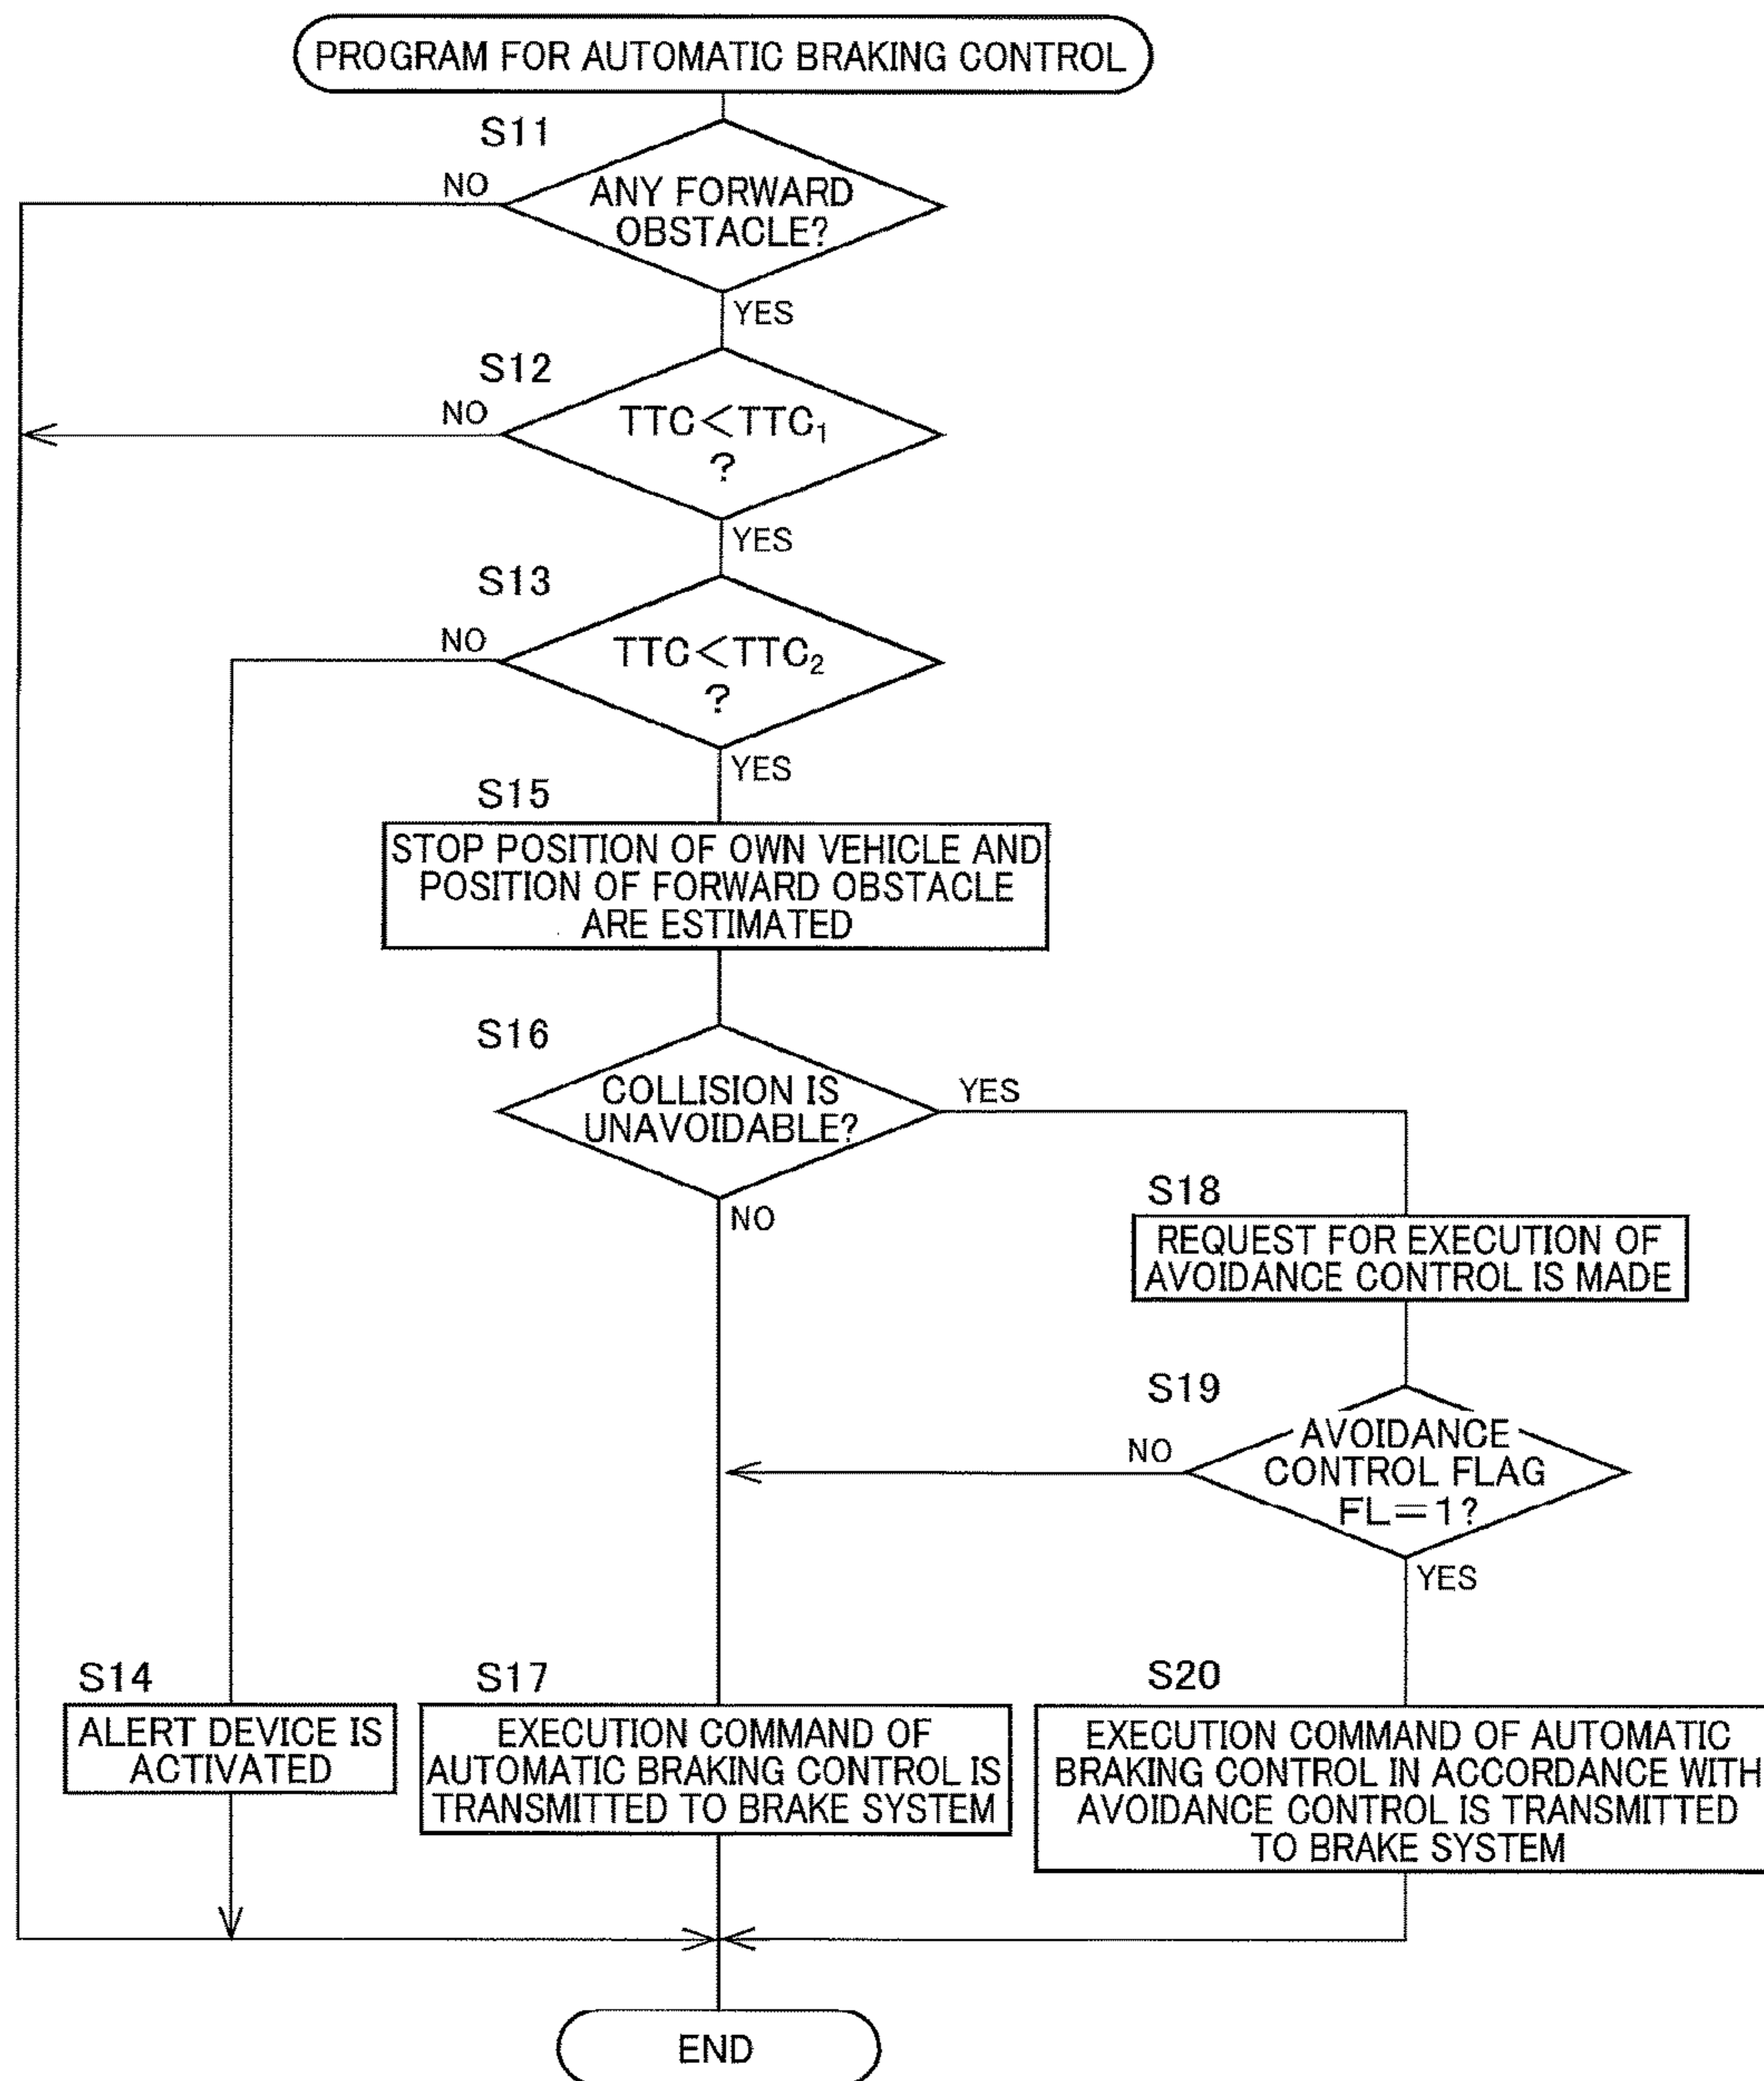 PROGRAM FOR AUTOMATIC BRAKING CONTROL
S11
NO
ANY FORWARD
OBSTACLE?
YES
S12
NO
TTC<TTC₁
?
YES
S13
NO
TTC<TTC₂
?
YES
S15
STOP POSITION OF OWN VEHICLE AND
POSITION OF FORWARD OBSTACLE
ARE ESTIMATED
S16
COLLISION IS
UNAVOIDABLE?
YES
NO
S18
REQUEST FOR EXECUTION OF
AVOIDANCE CONTROL IS MADE
S19
NO
AVOIDANCE
CONTROL FLAG
FL=1?
YES
S14
ALERT DEVICE IS
ACTIVATED
S17
EXECUTION COMMAND OF
AUTOMATIC BRAKING CONTROL IS
TRANSMITTED TO BRAKE SYSTEM
S20
EXECUTION COMMAND OF AUTOMATIC
BRAKING CONTROL IN ACCORDANCE WITH
AVOIDANCE CONTROL IS TRANSMITTED
TO BRAKE SYSTEM
END